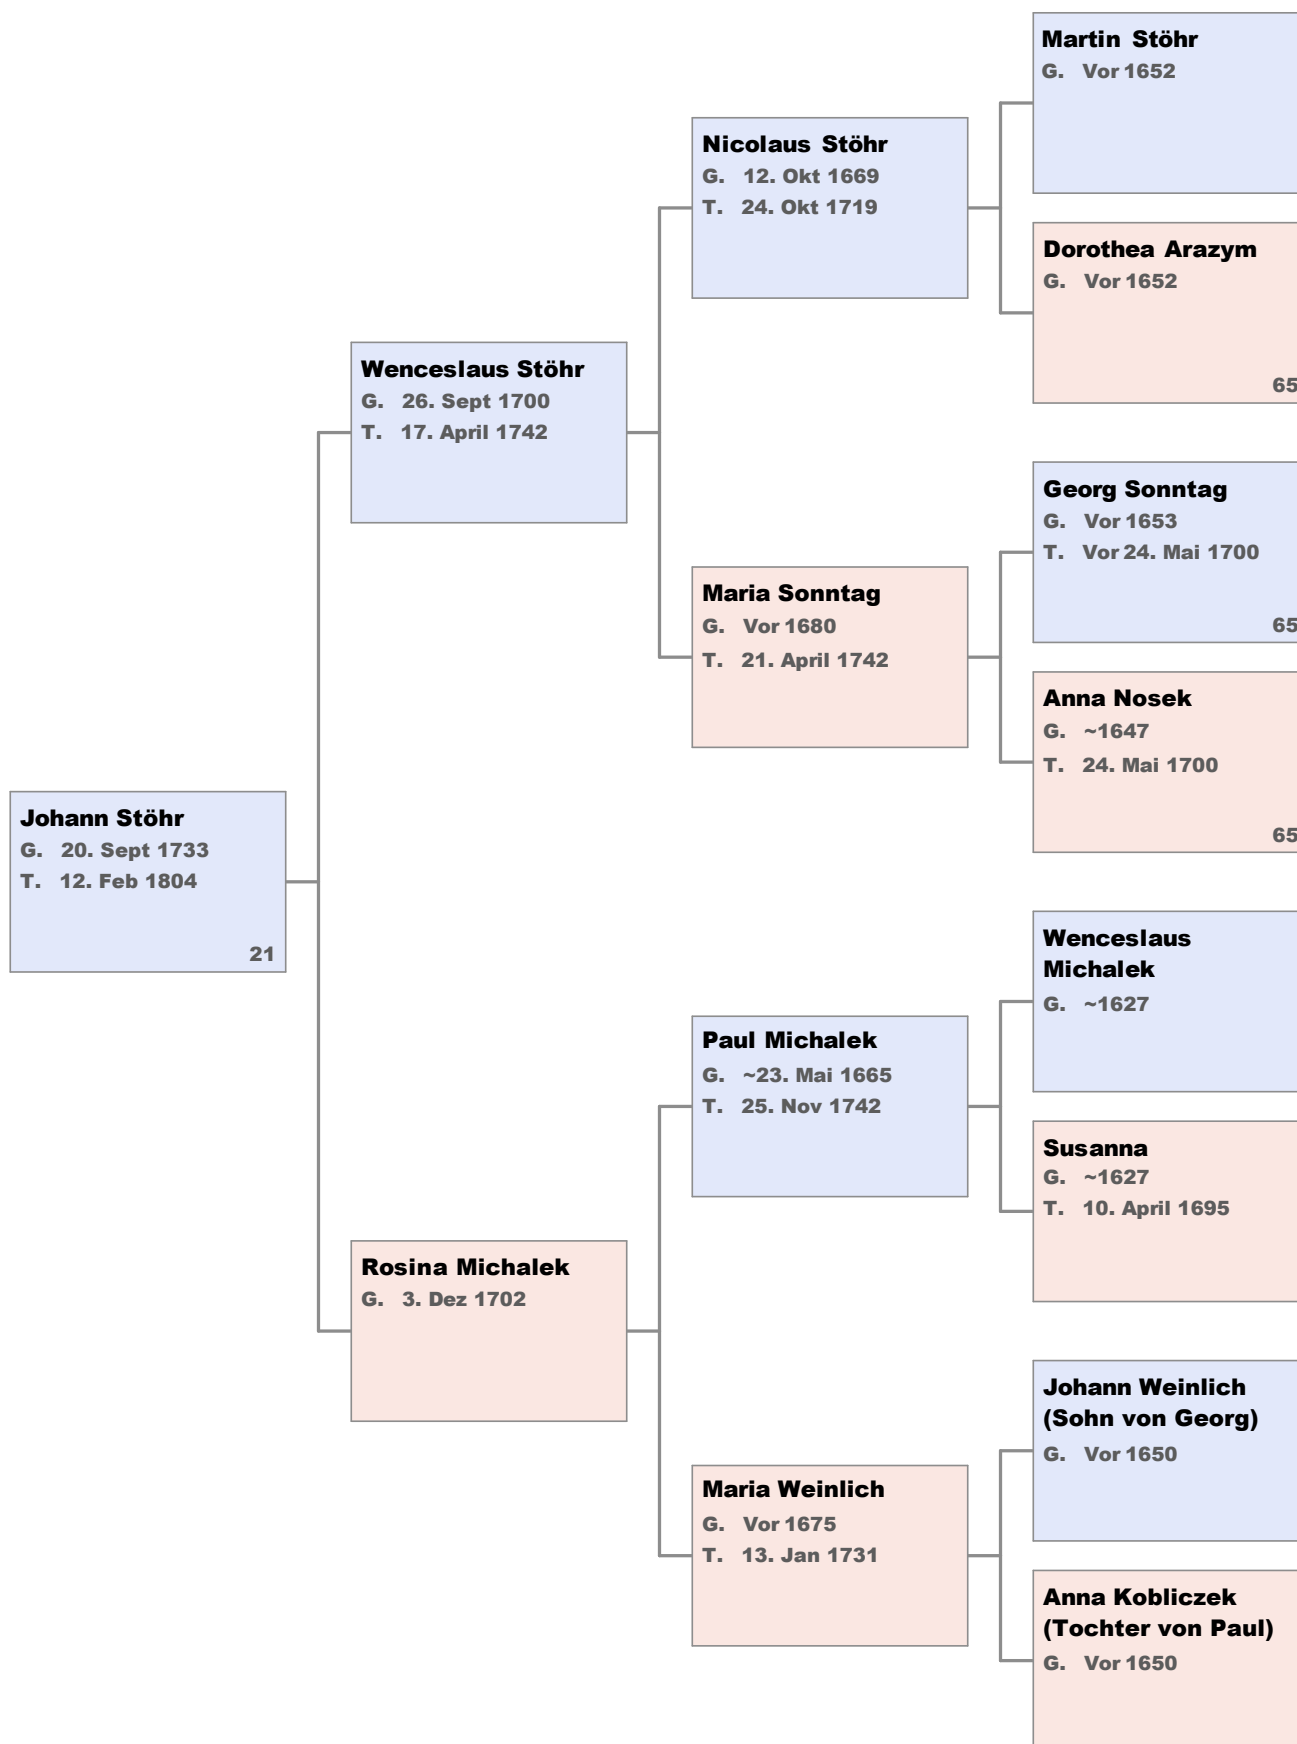 Martin Stöhr
G. Vor 1652
Nicolaus Stöhr
G. 12. Okt 1669
T. 24. Okt 1719
Dorothea Arazym
G. Vor 1652
65
Wenceslaus Stöhr
G. 26. Sept 1700
T. 17. April 1742
Georg Sonntag
G. Vor 1653
T. Vor 24. Mai 1700
65
Maria Sonntag
G. Vor 1680
T. 21. April 1742
Anna Nosek
G. ~1647
T. 24. Mai 1700
65
Johann Stöhr
G. 20. Sept 1733
T. 12. Feb 1804
21
Wenceslaus
Michalek
G. ~1627
Paul Michalek
G. ~23. Mai 1665
T. 25. Nov 1742
Susanna
G. ~1627
T. 10. April 1695
Rosina Michalek
G. 3. Dez 1702
Johann Weinlich
(Sohn von Georg)
G. Vor 1650
Maria Weinlich
G. Vor 1675
T. 13. Jan 1731
Anna Kobliczek
(Tochter von Paul)
G. Vor 1650